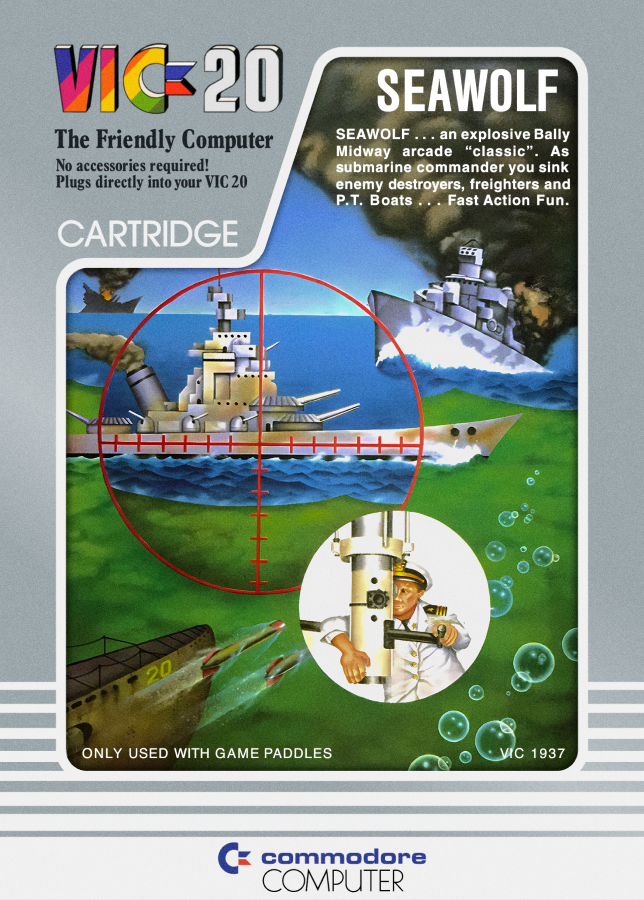 VIC 20
The Friendly Computer
No accessories required!
Plugs directly into your VIC 20
CARTRIDGE
SEAWOLF
SEAWOLF . . . an explosive Bally
Midway arcade “classic”. As
submarine commander you sink
enemy destroyers, freighters and
P.T. Boats . . . Fast Action Fun.
20
ONLY USED WITH GAME PADDLES
VIC 1937
commodore
COMPUTER